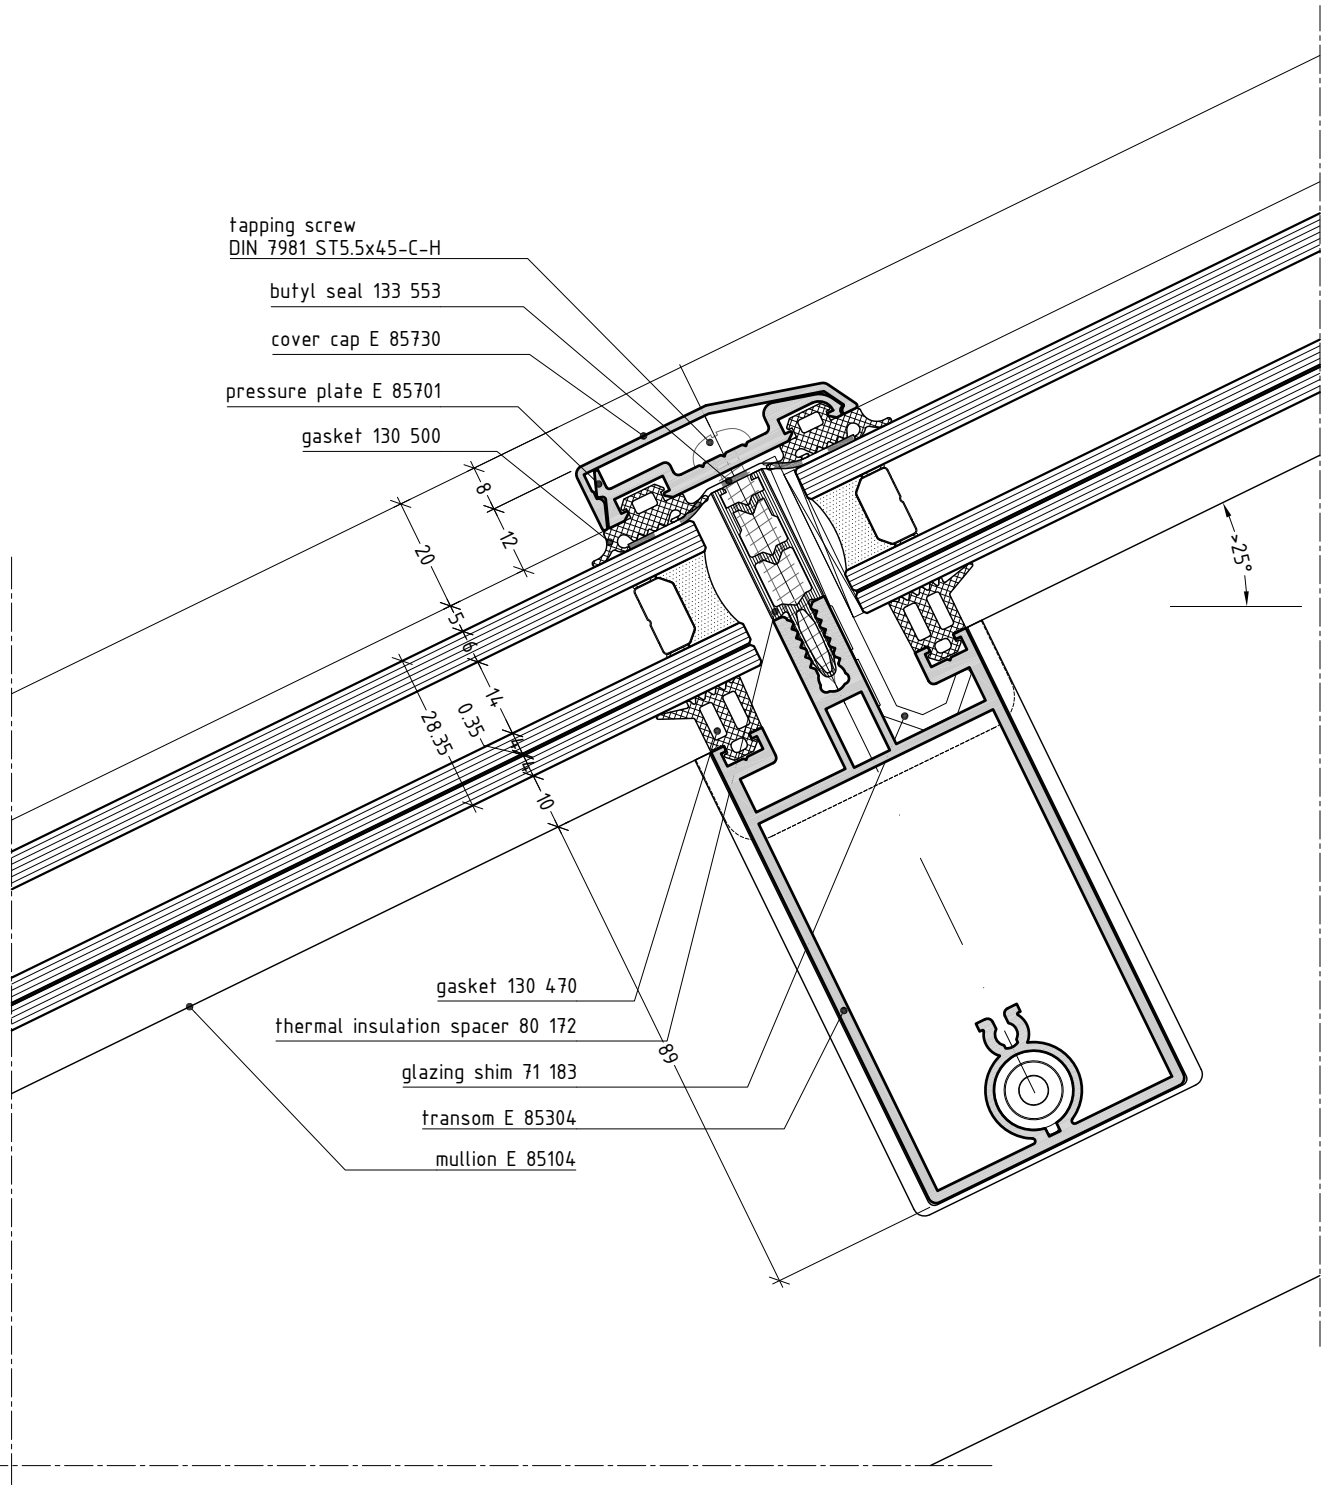 tapping screw
DIN 7981 ST5.5x45-C-H
butyl seal 133 553
cover cap E 85730
pressure plate E 85701
gasket 130 500
8
12
20
5
6
14
0.35
28.35
4
4
10
~25°
gasket 130 470
thermal insulation spacer 80 172
89
glazing shim 71 183
transom E 85304
mullion E 85104